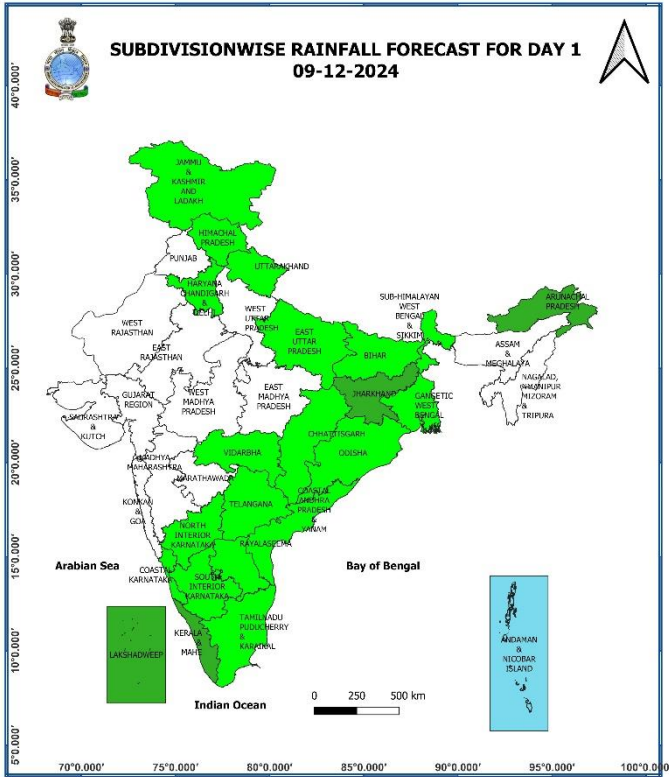 SUBDIVISIONWISE RAINFALL FORECAST FOR DAY 1
09-12-2024
40°0.000'
35°0.000'
30°0.000'
25°0.000'
20°0.000'
15°0.000'
10°0.000'
5°0.000'
JAMMU
&
KASHMIR
AND
LADAKH
HIMACHAL
PRADESH
PUNJAB
UTTARAKHAND
HARYANA
CHANDIGARH
&
DELHI
WEST
UTTAR
PRADESH
SUB-HIMALAYAN
WEST
BENGAL
&
SIKKIM
ARUNACHAL
PRADESH
WEST
RAJASTHAN
EAST
RAJASTHAN
EAST
UTTAR
PRADESH
BIHAR
ASSAM
&
MEGHALAYA
NAGALAD,
MANIPUR
MIZORAM
&
TRIPURA
GUJARAT
REGION
WEST
MADHYA
PRADESH
EAST
MADHYA
PRADESH
JHARKHAND
GANGETIC
WEST
BENGAL
SAURASHTRA
&
KUTCH
CHHATTISGARH
ODISHA
VIDARBHA
MADHYA
MAHARASHTRA
MARATHAWADA
KONKAN
&
GOA
TELANGANA
COASTAL
ANDHRA
PRADESH
&
YANAM
NORTH
INTERIOR
KARNATAKA
RAYALASEEMA
COASTAL
KARNATAKA
SOUTH
INTERIOR
KARNATAKA
Arabian Sea
Bay of Bengal
KERALA
&
MAHE
TAMILNADU
PUDUCHERRY
&
KARAIKAL
LAKSHADWEEP
ANDAMAN
&
NICOBAR
ISLAND
Indian Ocean
0 250 500 km
70°0.000' 75°0.000' 80°0.000' 85°0.000' 90°0.000' 95°0.000' 100°0.000